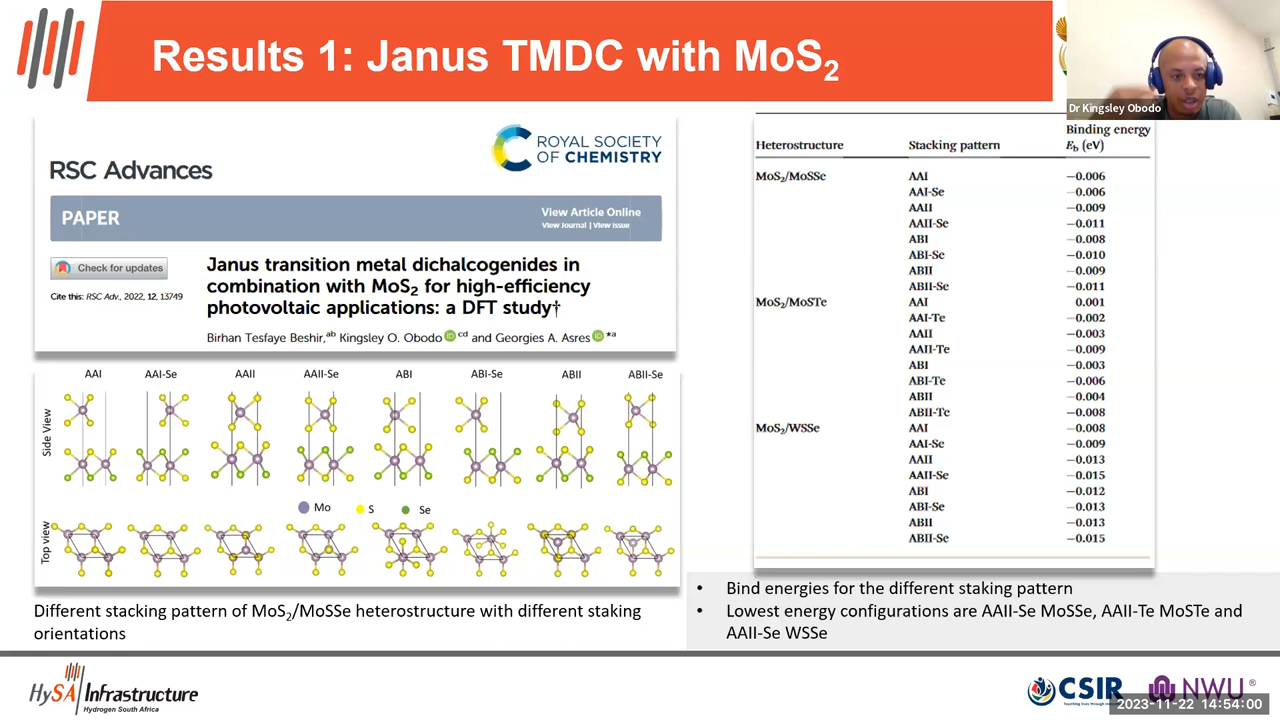 Results 1: Janus TMDC with MoS2
Dr Kingsley Obodo
RSC Advances
ROYAL SOCIETY
OF CHEMISTRY
PAPER
View Article Online
View Journal | View Issue
Check for updates
Cite this: RSC Adv., 2022, 12, 13749
Janus transition metal dichalcogenides in
combination with MoS2 for high-efficiency
photovoltaic applications: a DFT study†
Birhan Tesfaye Beshir,ab Kingsley O. Obodo cd and Georgies A. Asres *a
AAI AAI-Se AAII AAII-Se ABI ABI-Se ABII ABII-Se
Side View
Mo S Se
Top view
Different stacking pattern of MoS2/MoSSe heterostructure with different staking
orientations
Heterostructure Stacking pattern Binding energy
Eb (eV)
MoS2/MoSSe AAI −0.006
AAI-Se −0.006
AAII −0.009
AAII-Se −0.011
ABI −0.008
ABI-Se −0.010
ABII −0.009
ABII-Se −0.011
MoS2/MoSTe AAI 0.001
AAI-Te −0.002
AAII −0.003
AAII-Te −0.009
ABI −0.003
ABI-Te −0.006
ABII −0.004
ABII-Te −0.008
MoS2/WSSe AAI −0.008
AAI-Se −0.009
AAII −0.013
AAII-Se −0.015
ABI −0.012
ABI-Se −0.013
ABII −0.013
ABII-Se −0.015
• Bind energies for the different staking pattern
• Lowest energy configurations are AAII-Se MoSSe, AAII-Te MoSTe and
AAII-Se WSSe
HySA Infrastructure
Hydrogen South Africa
CSIR
NWU®
2023-11-22 14:54:00